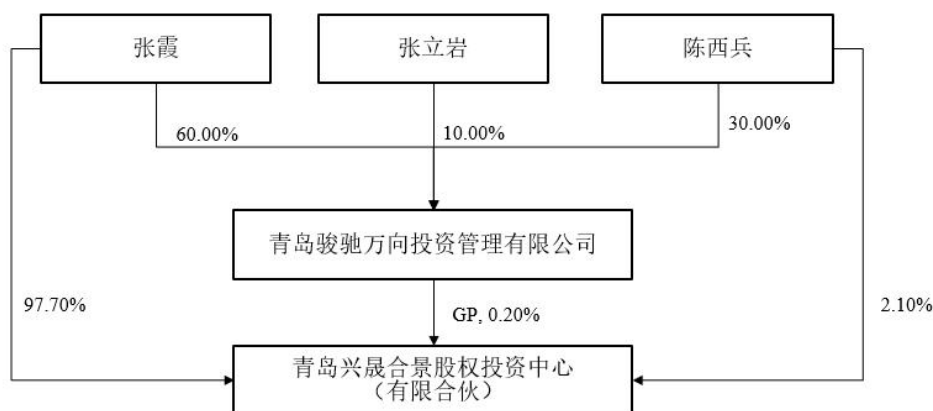 张霞
张立岩
陈西兵
60.00%
10.00%
30.00%
青岛骏驰万向投资管理有限公司
97.70%
GP, 0.20%
2.10%
青岛兴晟合景股权投资中心
（有限合伙）